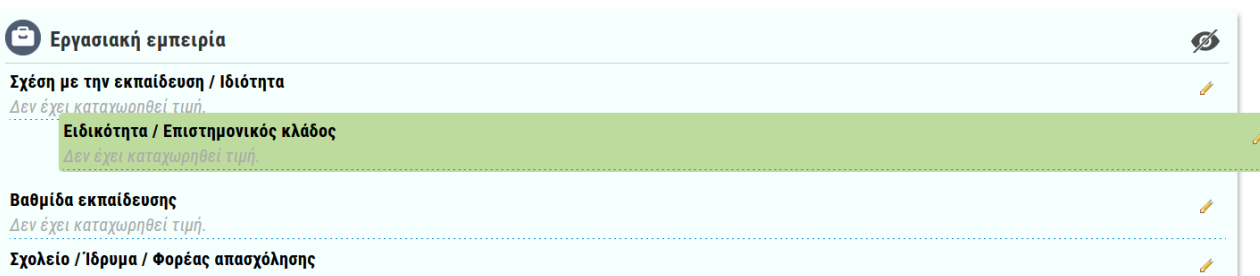 Εργασιακή εμπειρία
Σχέση με την εκπαίδευση / Ιδιότητα
Δεν έχει καταχωρηθεί τιμή.
Ειδικότητα / Επιστημονικός κλάδος
Δεν έχει καταχωρηθεί τιμή.
Βαθμίδα εκπαίδευσης
Δεν έχει καταχωρηθεί τιμή.
Σχολείο / Ίδρυμα / Φορέας απασχόλησης